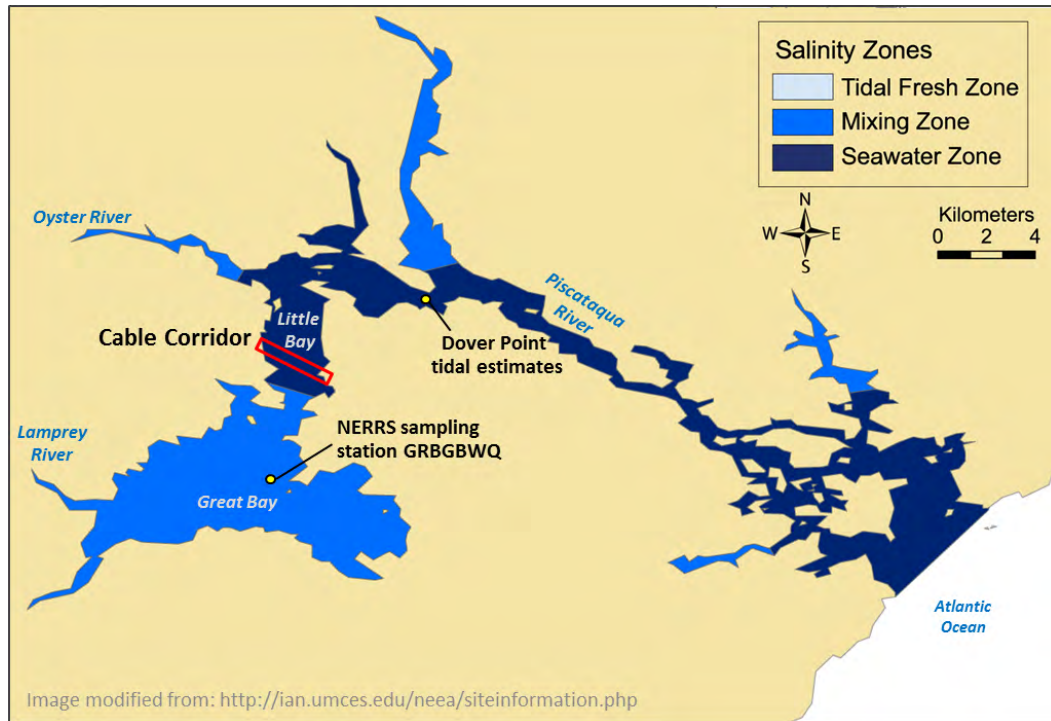 Salinity Zones
Tidal Fresh Zone
Mixing Zone
Seawater Zone
N
W E
S
Kilometers
0 2 4
Oyster River
Piscataqua
River
Little
Bay
Cable Corridor
Dover Point
tidal estimates
NERRS sampling
station GRBGBWQ
Lamprey
River
Great Bay
Atlantic
Ocean
Image modified from: http://ian.umces.edu/neea/siteinformation.php